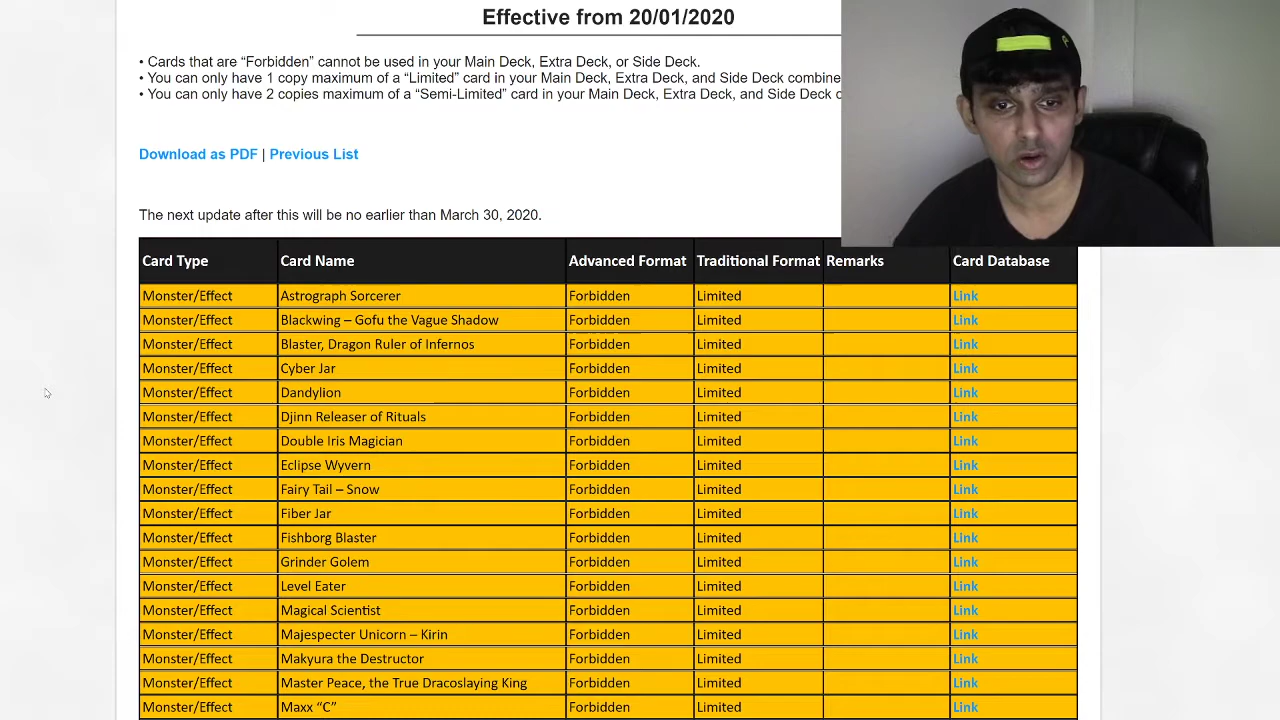 Effective from 20/01/2020
• Cards that are “Forbidden” cannot be used in your Main Deck, Extra Deck, or Side Deck.
• You can only have 1 copy maximum of a “Limited” card in your Main Deck, Extra Deck, and Side Deck combine
• You can only have 2 copies maximum of a “Semi-Limited” card in your Main Deck, Extra Deck, and Side Deck
Download as PDF | Previous List
The next update after this will be no earlier than March 30, 2020.
Card Type Card Name Advanced Format Traditional Format Remarks Card Database
Monster/Effect Astrograph Sorcerer Forbidden Limited Link
Monster/Effect Blackwing – Gofu the Vague Shadow Forbidden Limited Link
Monster/Effect Blaster, Dragon Ruler of Infernos Forbidden Limited Link
Monster/Effect Cyber Jar Forbidden Limited Link
Monster/Effect Dandylion Forbidden Limited Link
Monster/Effect Djinn Releaser of Rituals Forbidden Limited Link
Monster/Effect Double Iris Magician Forbidden Limited Link
Monster/Effect Eclipse Wyvern Forbidden Limited Link
Monster/Effect Fairy Tail – Snow Forbidden Limited Link
Monster/Effect Fiber Jar Forbidden Limited Link
Monster/Effect Fishborg Blaster Forbidden Limited Link
Monster/Effect Grinder Golem Forbidden Limited Link
Monster/Effect Level Eater Forbidden Limited Link
Monster/Effect Magical Scientist Forbidden Limited Link
Monster/Effect Majespecter Unicorn – Kirin Forbidden Limited Link
Monster/Effect Makyura the Destructor Forbidden Limited Link
Monster/Effect Master Peace, the True Dracoslaying King Forbidden Limited Link
Monster/Effect Maxx “C” Forbidden Limited Link